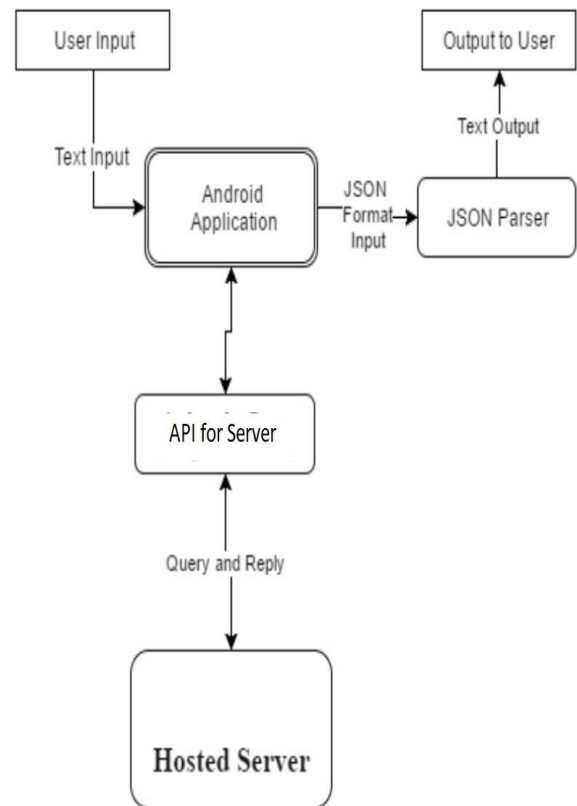 User Input
Output to User
Text Input
Text Output
Android
Application
JSON
Format
Input
JSON Parser
API for Server
Query and Reply
Hosted Server